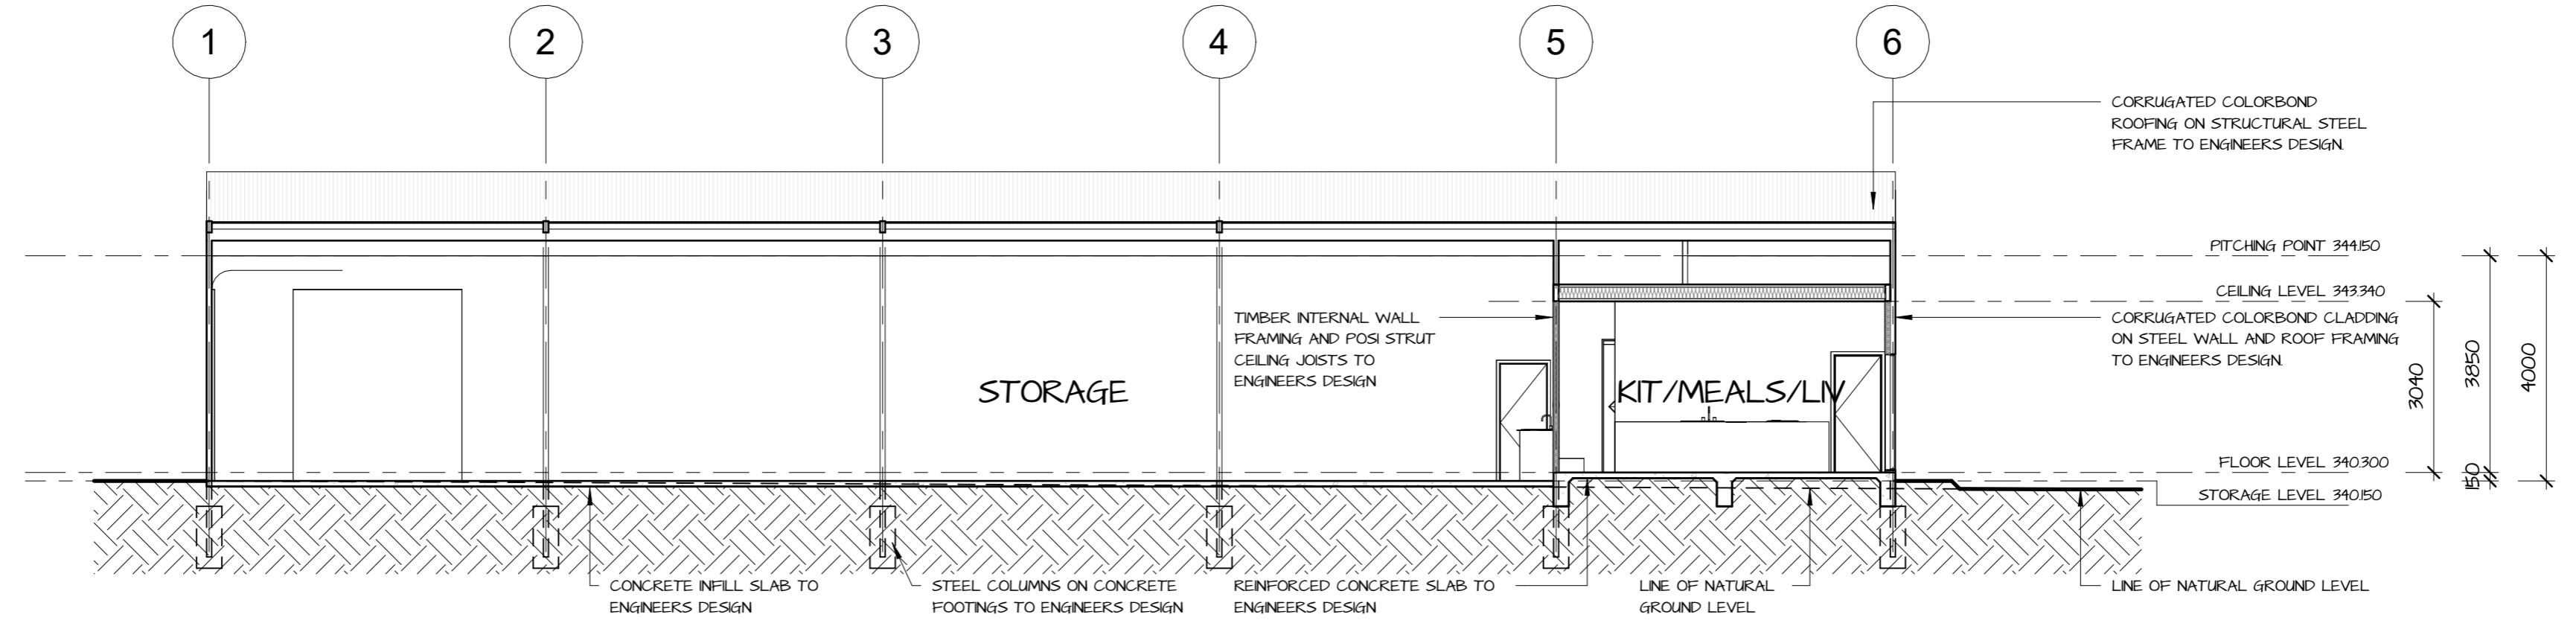 1
2
3
4
5
6
CORRUGATED COLORBOND
ROOFING ON STRUCTURAL STEEL
FRAME TO ENGINEERS DESIGN.
PITCHING POINT 344.150
CEILING LEVEL 343.340
TIMBER INTERNAL WALL
FRAMING AND POSI STRUT
CEILING JOISTS TO
ENGINEERS DESIGN
CORRUGATED COLORBOND CLADDING
ON STEEL WALL AND ROOF FRAMING
TO ENGINEERS DESIGN.
STORAGE
KIT/MEALS/LIV
3040
3850
4000
150
FLOOR LEVEL 340.300
STORAGE LEVEL 340.150
CONCRETE INFILL SLAB TO
ENGINEERS DESIGN
STEEL COLUMNS ON CONCRETE
FOOTINGS TO ENGINEERS DESIGN
REINFORCED CONCRETE SLAB TO
ENGINEERS DESIGN
LINE OF NATURAL
GROUND LEVEL
LINE OF NATURAL GROUND LEVEL